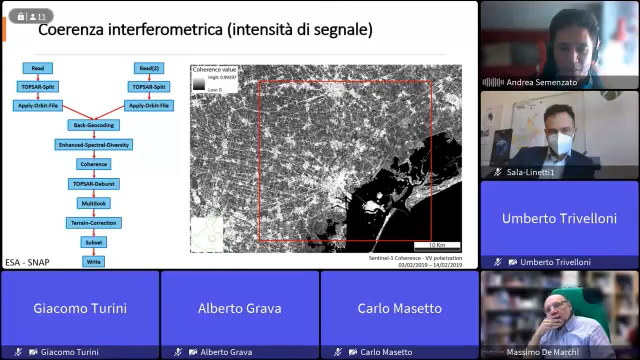 11
Coerenza interferometrica (intensità di segnale)
Read
Read(2)
TOPSAR-Split
TOPSAR-Split
Apply-Orbit-File
Apply-Orbit-File
Back-Geocoding
Enhanced-Spectral-Diversity
Coherence
TOPSAR-Deburst
Multilook
Terrain-Correction
Subset
Write
ESA - SNAP
Coherence value
High: 0.99297
Low: 0
10 Km
Sentinel-1 Coherence - VV polarization
03/02/2019 – 14/02/2019
Andrea Semenzato
Sala-Linetti1
Umberto Trivelloni
Umberto Trivelloni
Giacomo Turini
Giacomo Turini
Alberto Grava
Alberto Grava
Carlo Masetto
Carlo Masetto
Massimo De Marchi